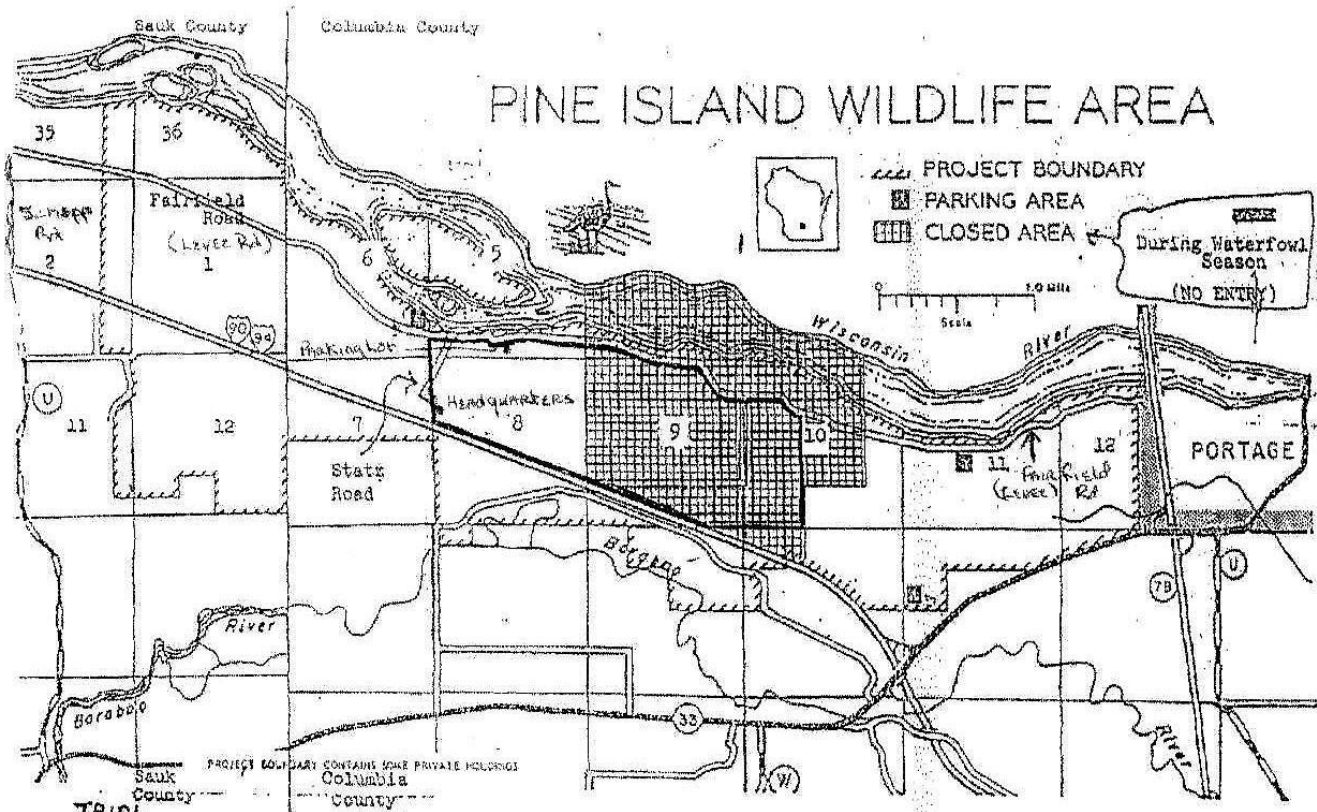 Sauk County
Columbia County
PINE ISLAND WILDLIFE AREA
PROJECT BOUNDARY
PARKING AREA
CLOSED AREA
During Waterfowl
Season
(NO ENTRY)
0
1.0 Mile
Scale
35
36
Fairfield
Road
(Levee Rd)
2
1
6
5
90
94
Parking Lot
Wisconsin
River
U
11
12
7
HEADQUARTERS
8
9
10
11
12
PORTAGE
State
Road
Fairfield
(Levee) Rd
78
U
River
Baraboo
33
W
River
PROJECT BOUNDARY CONTAINS SOME PRIVATE HOLDINGS
Sauk
County
Columbia
County